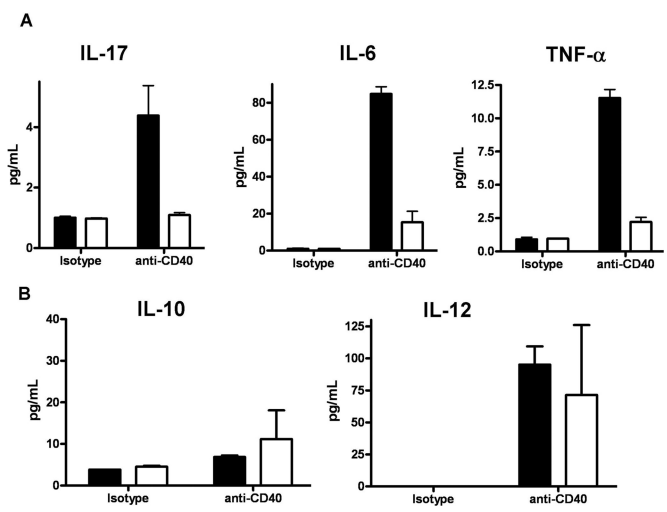 A
IL-17
pg/mL
4
2
0
Isotype
anti-CD40
IL-6
pg/mL
80
60
40
20
0
Isotype
anti-CD40
TNF-α
pg/mL
12.5
10.0
7.5
5.0
2.5
0.0
Isotype
anti-CD40
B
IL-10
pg/mL
40
30
20
10
0
Isotype
anti-CD40
IL-12
pg/mL
125
100
75
50
25
0
Isotype
anti-CD40